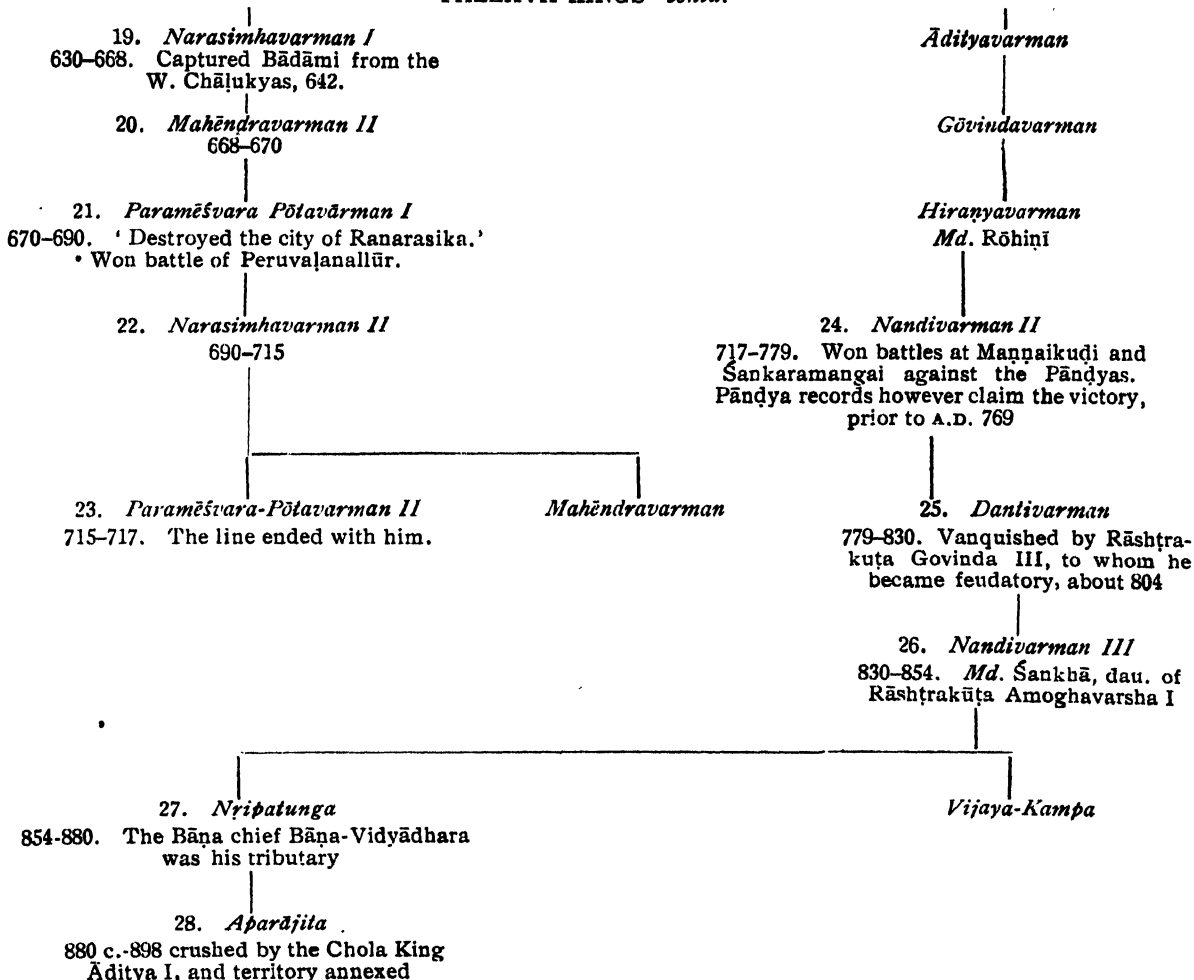 19. Narasimhavarman I
630–668. Captured Bādāmi from the
W. Chāḷukyas, 642.
Ādityavarman
20. Mahēndravarman II
668–670
Gōvindavarman
21. Paramēśvara Pōtavārman I
670–690. ‘ Destroyed the city of Ranarasika.’
• Won battle of Peruvaḷanallūr.
Hiraṇyavarman
Md. Rōhiṇī
22. Narasimhavarman II
690–715
24. Nandivarman II
717–779. Won battles at Maṇṇaikuḍi and
Śankaramangai against the Pāṇḍyas.
Pāṇḍya records however claim the victory,
prior to A.D. 769
23. Paramēśvara-Pōtavarman II
715–717. The line ended with him.
Mahēndravarman
25. Dantivarman
779–830. Vanquished by Rāshṭra-
kuṭa Govinda III, to whom he
became feudatory, about 804
26. Nandivarman III
830–854. Md. Śankhā, dau. of
Rāshṭrakūṭa Amoghavarsha I
27. Nṛipatunga
854-880. The Bāṇa chief Bāṇa-Vidyādhara
was his tributary
Vijaya-Kampa
28. Aparājita
880 c.-898 crushed by the Chola King
Āditya I, and territory annexed